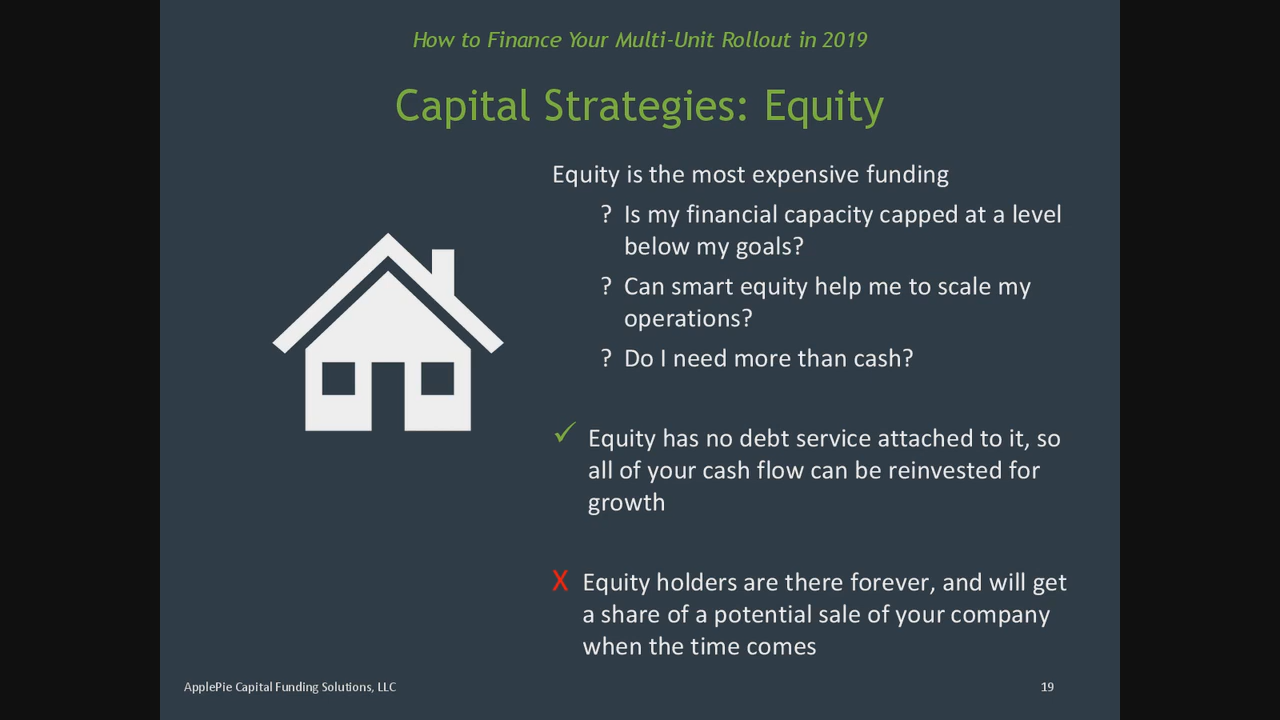 How to Finance Your Multi-Unit Rollout in 2019
Capital Strategies: Equity
Equity is the most expensive funding
? Is my financial capacity capped at a level
below my goals?
? Can smart equity help me to scale my
operations?
? Do I need more than cash?
✓ Equity has no debt service attached to it, so
all of your cash flow can be reinvested for
growth
X Equity holders are there forever, and will get
a share of a potential sale of your company
when the time comes
ApplePie Capital Funding Solutions, LLC
19